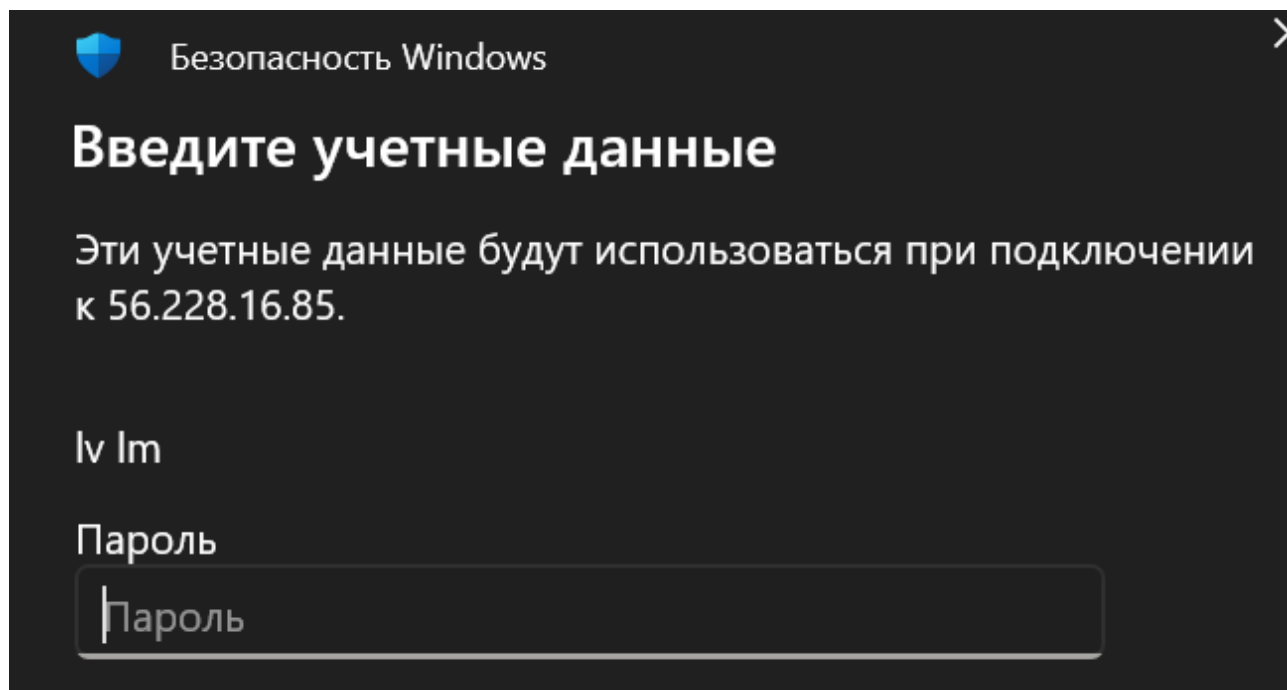 Безопасность Windows
Введите учетные данные
Эти учетные данные будут использоваться при подключении
к 56.228.16.85.
lv lm
Пароль
Пароль